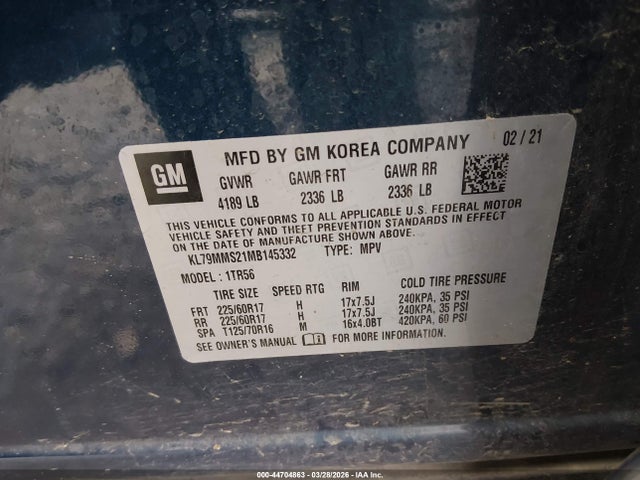 GM
MFD BY GM KOREA COMPANY 02 / 21
GVWR GAWR FRT GAWR RR
4189 LB 2336 LB 2336 LB
THIS VEHICLE CONFORMS TO ALL APPLICABLE U.S. FEDERAL MOTOR
VEHICLE SAFETY AND THEFT PREVENTION STANDARDS IN EFFECT
ON THE DATE OF MANUFACTURE SHOWN ABOVE.
KL79MMS21MB145332 TYPE: MPV
MODEL: 1TR56
TIRE SIZE SPEED RTG RIM COLD TIRE PRESSURE
FRT 225/60R17 H 17x7.5J 240KPA, 35 PSI
RR 225/60R17 H 17x7.5J 240KPA, 35 PSI
SPA T125/70R16 M 16x4.0BT 420KPA, 60 PSI
SEE OWNER'S MANUAL FOR MORE INFORMATION.
000-44704863 | 03/28/2026 | IAA Inc.